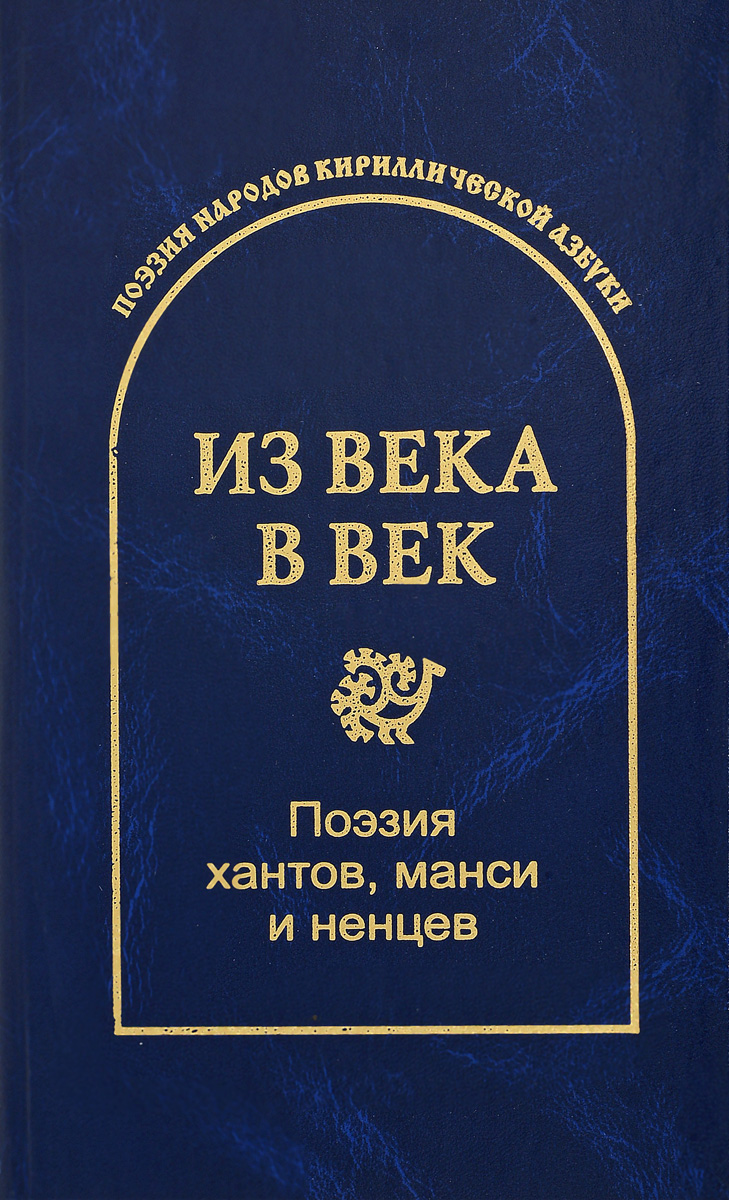 ПОЭЗИЯ НАРОДОВ КИРИЛЛИЧЕСКОЙ АЗБУКИ
ИЗ ВЕКА
В ВЕК
Поэзия
хантов, манси
и ненцев